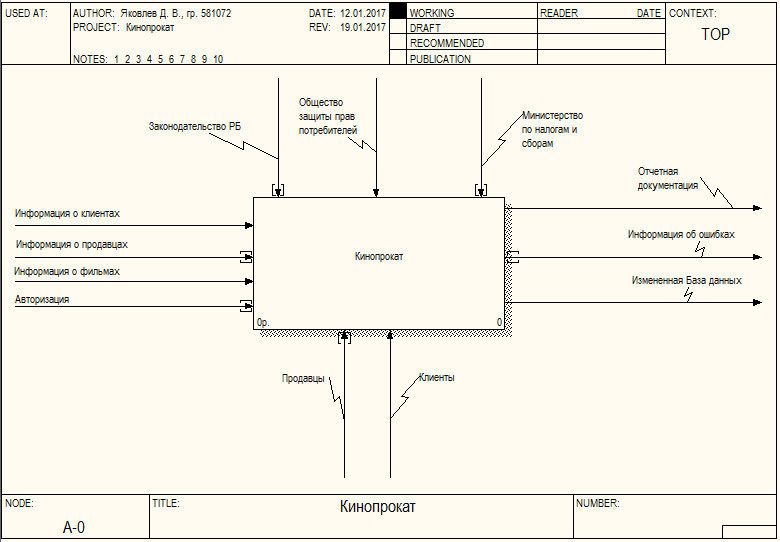 USED AT:
AUTHOR: Яковлев Д. В., гр. 581072
DATE: 12.01.2017
PROJECT: Кинопрокат
REV: 19.01.2017
NOTES: 1 2 3 4 5 6 7 8 9 10
WORKING
DRAFT
RECOMMENDED
PUBLICATION
READER
DATE
CONTEXT:
TOP
Законодательство РБ
Общество
защиты прав
потребителей
Министерство
по налогам и
сборам
Информация о клиентах
Информация о продавцах
Информация о фильмах
Авторизация
Кинопрокат
0р.
0
Отчетная
документация
Информация об ошибках
Измененная База данных
Продавцы
Клиенты
NODE:
A-0
TITLE:
Кинопрокат
NUMBER: